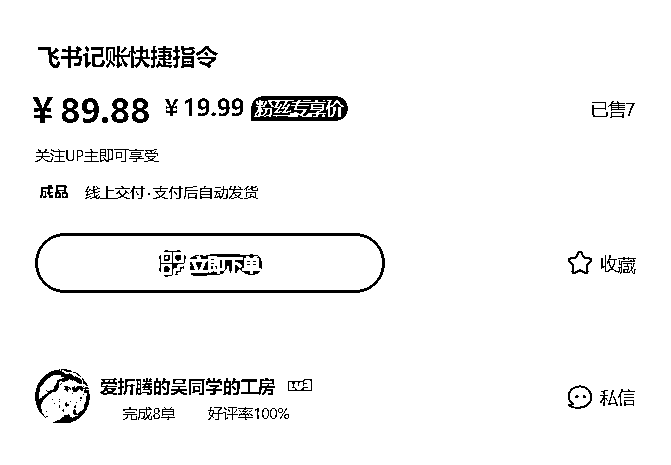 飞书记账快捷指令
￥89.88 ￥19.99 粉丝专享价 已售7
关注UP主即可享受
成品 线上交付·支付后自动发货
立即下单 收藏
爱折腾的吴同学的工房 LV3
完成8单 好评率100% 私信